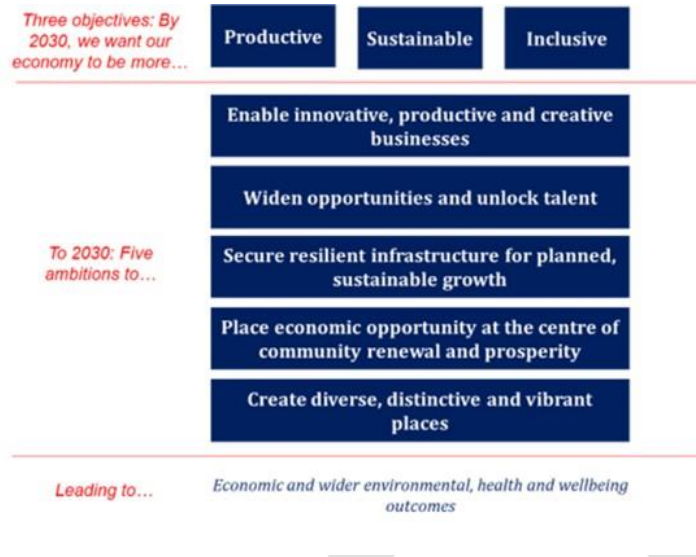 Three objectives: By
2030, we want our
economy to be more…
Productive
Sustainable
Inclusive
Enable innovative, productive and creative
businesses
Widen opportunities and unlock talent
To 2030: Five
ambitions to…
Secure resilient infrastructure for planned,
sustainable growth
Place economic opportunity at the centre of
community renewal and prosperity
Create diverse, distinctive and vibrant
places
Leading to…
Economic and wider environmental, health and wellbeing
outcomes